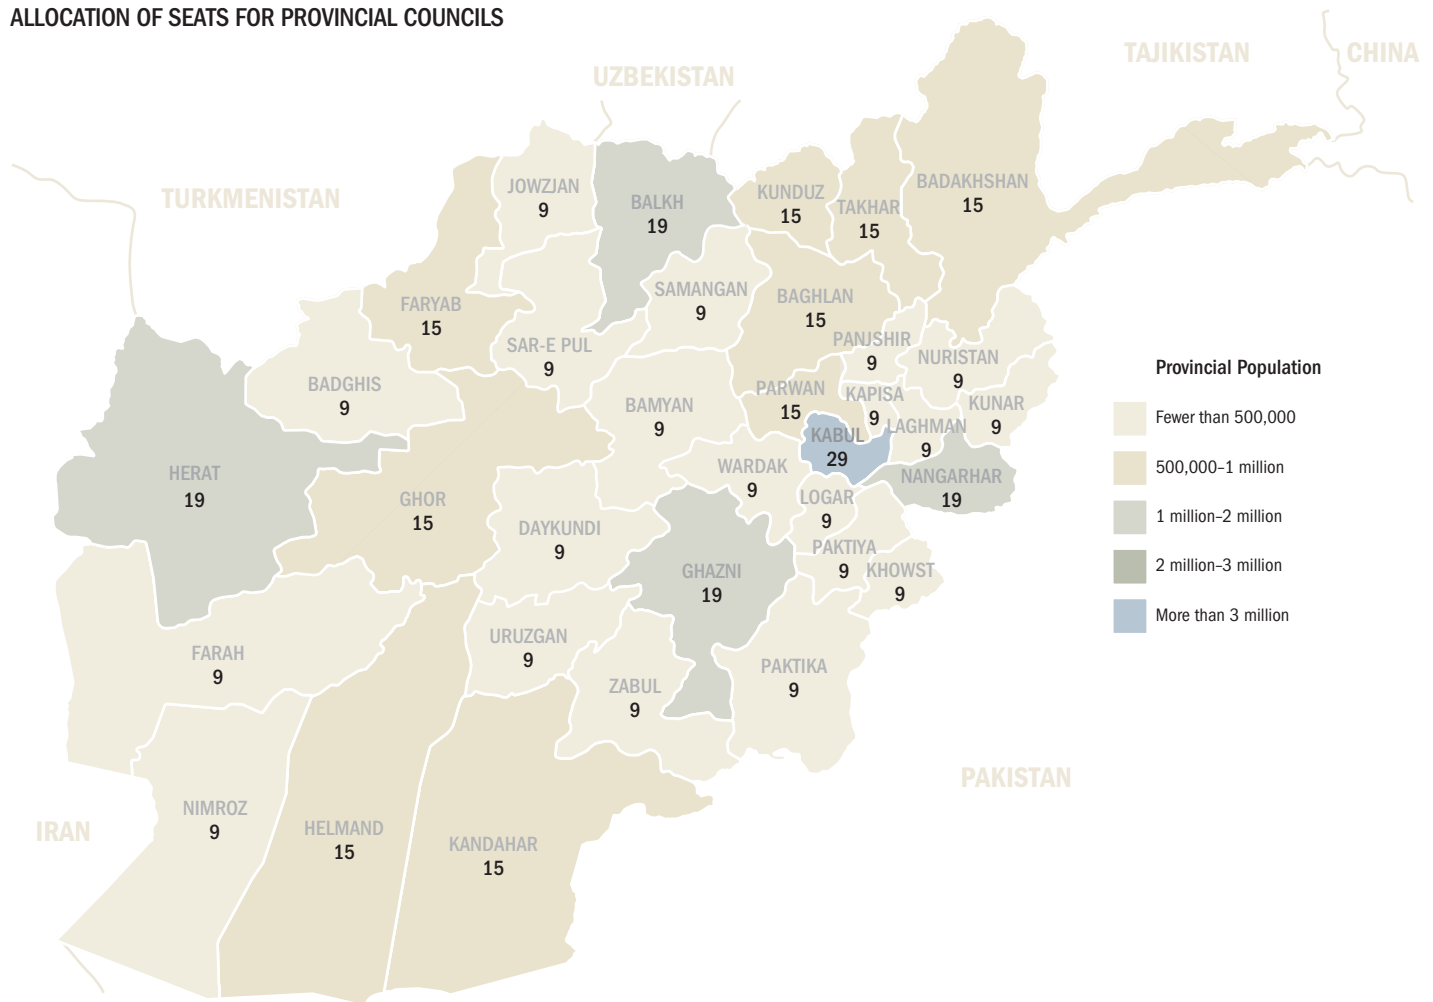 ALLOCATION OF SEATS FOR PROVINCIAL COUNCILS
TAJIKISTAN
CHINA
UZBEKISTAN
TURKMENISTAN
JOWZJAN
9
BALKH
19
KUNDUZ
15
TAKHAR
15
BADAKHSHAN
15
FARYAB
15
SAMANGAN
9
BAGHLAN
15
SAR-E PUL
9
PANJSHIR
9
NURISTAN
9
BADGHIS
9
BAMYAN
9
PARWAN
15
KAPISA
9
KUNAR
9
LAGHMAN
9
KABUL
29
HERAT
19
GHOR
15
WARDAK
9
NANGARHAR
19
LOGAR
9
DAYKUNDI
9
PAKTIYA
9
KHOWST
9
GHAZNI
19
FARAH
9
URUZGAN
9
ZABUL
9
PAKTIKA
9
NIMROZ
9
HELMAND
15
KANDAHAR
15
IRAN
PAKISTAN
Provincial Population
Fewer than 500,000
500,000–1 million
1 million–2 million
2 million–3 million
More than 3 million